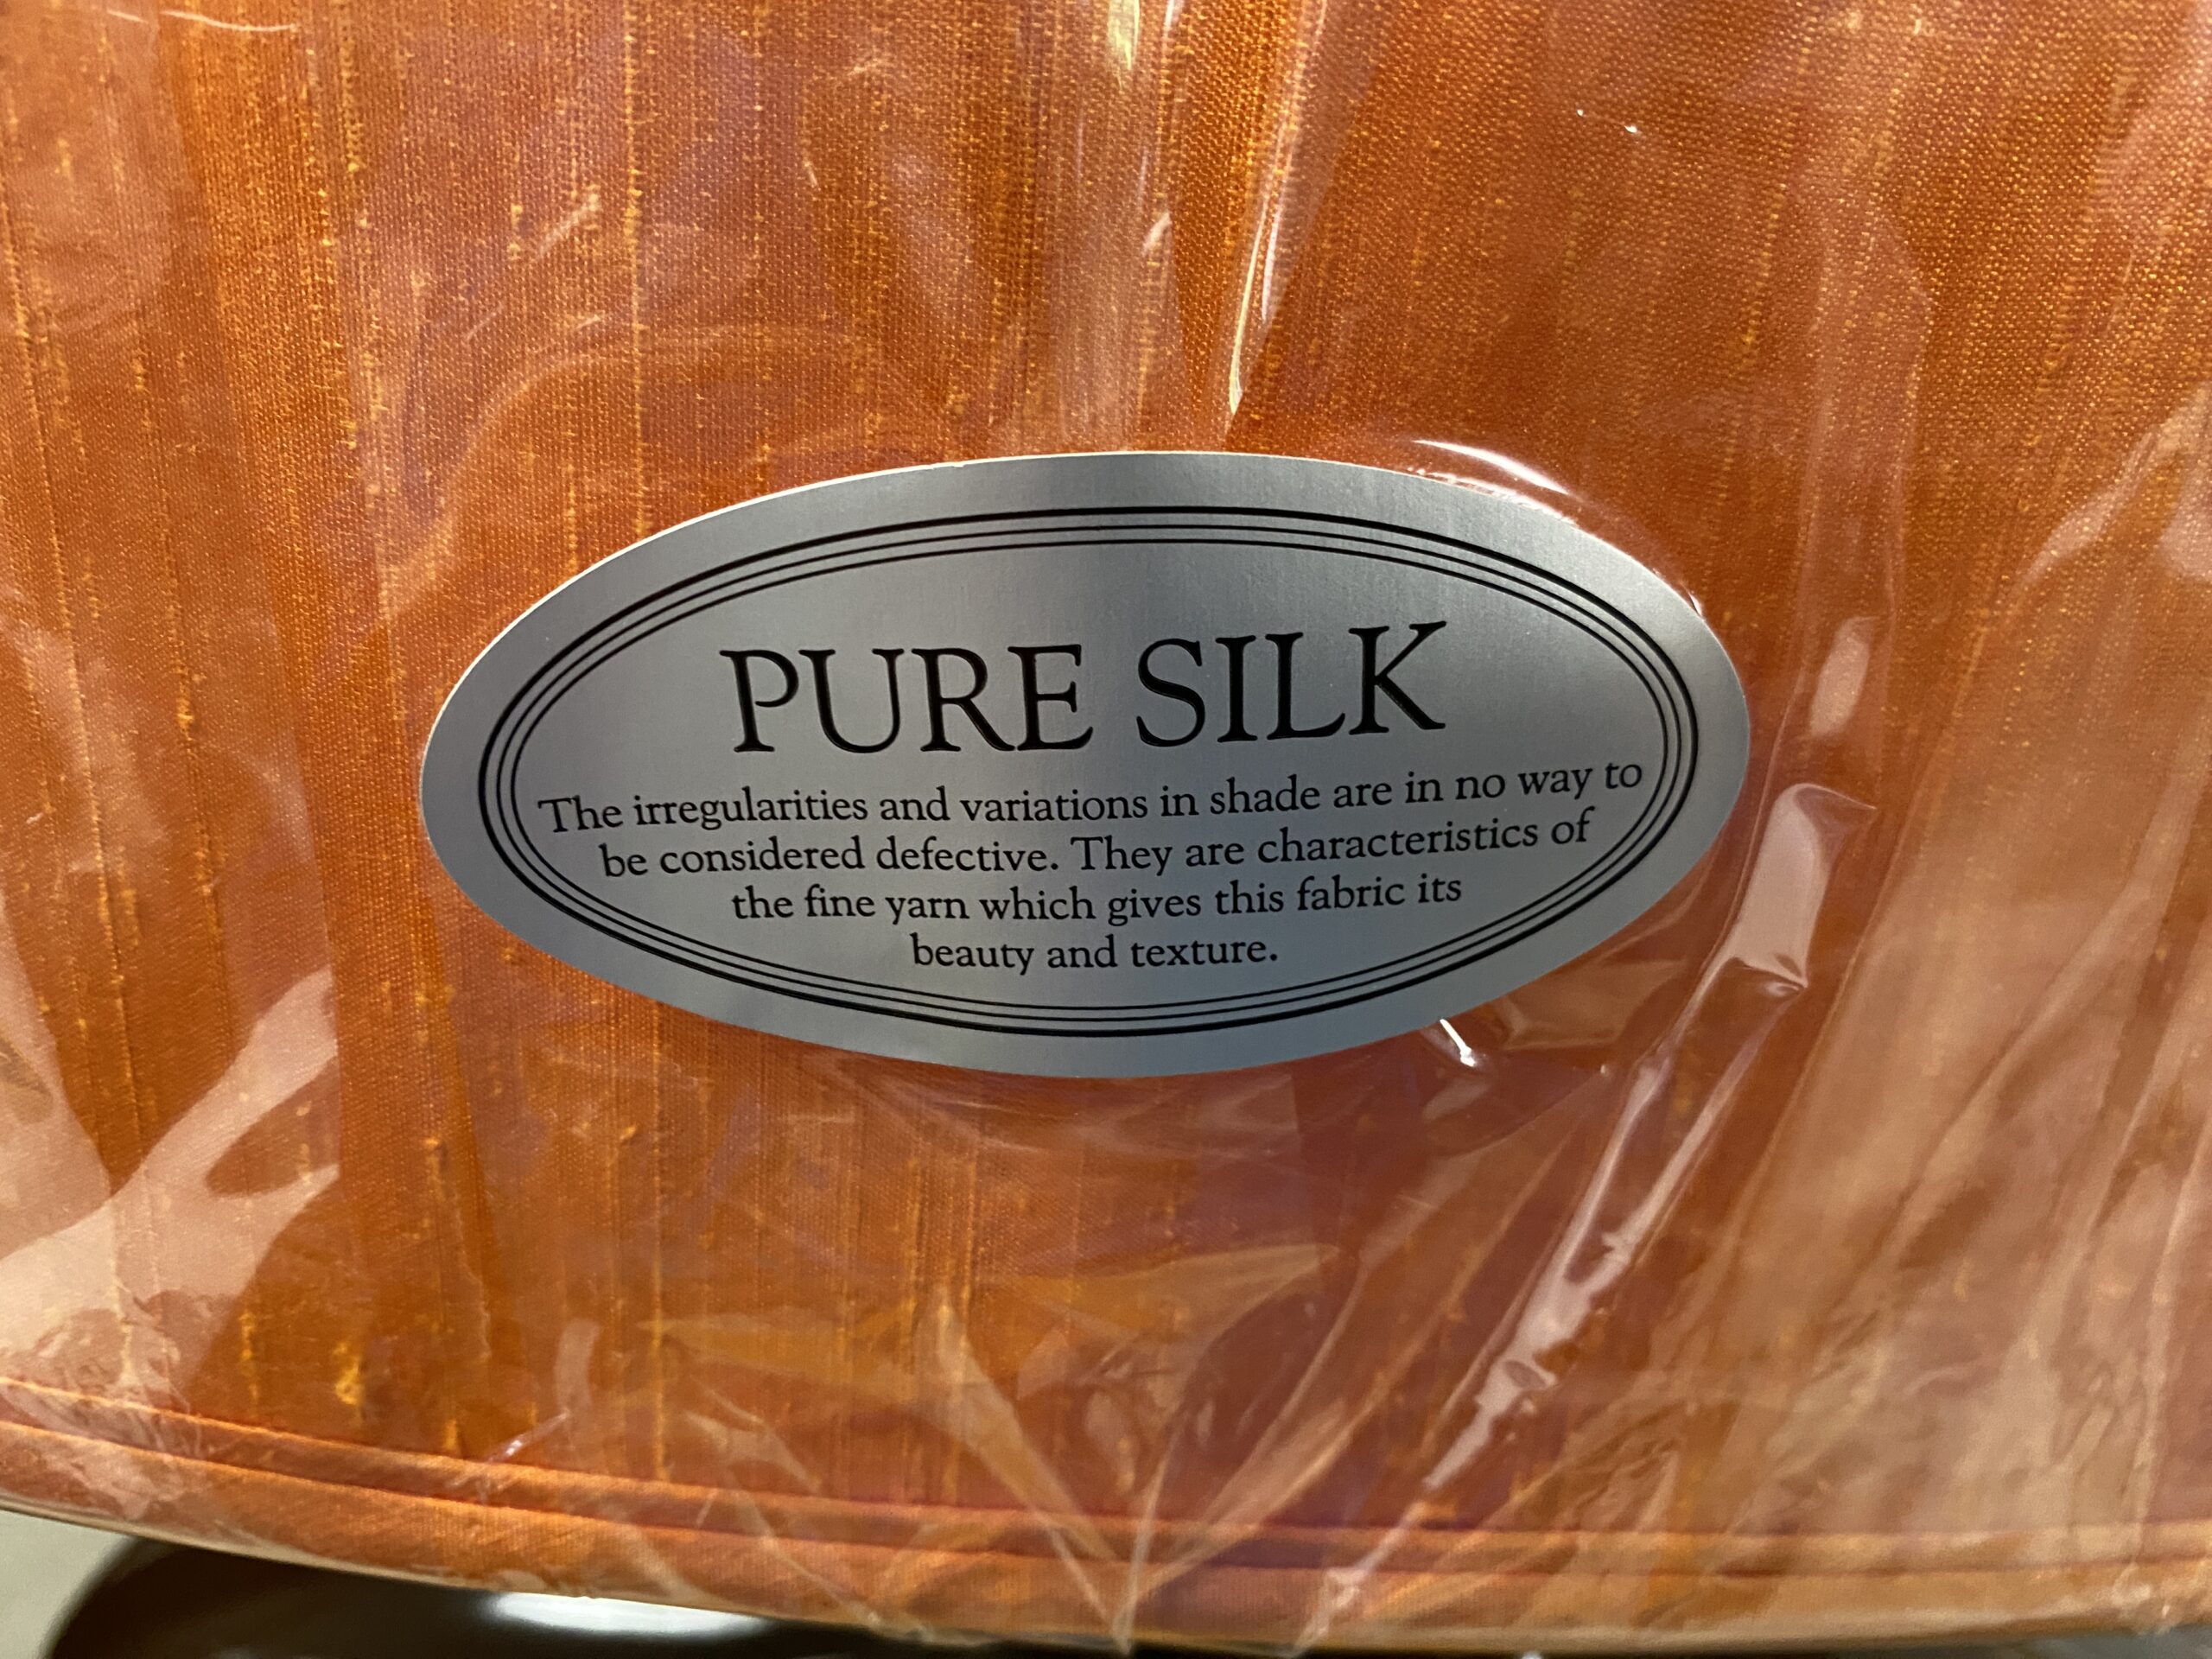 PURE SILK
The irregularities and variations in shade are in no way to
be considered defective. They are characteristics of
the fine yarn which gives this fabric its
beauty and texture.